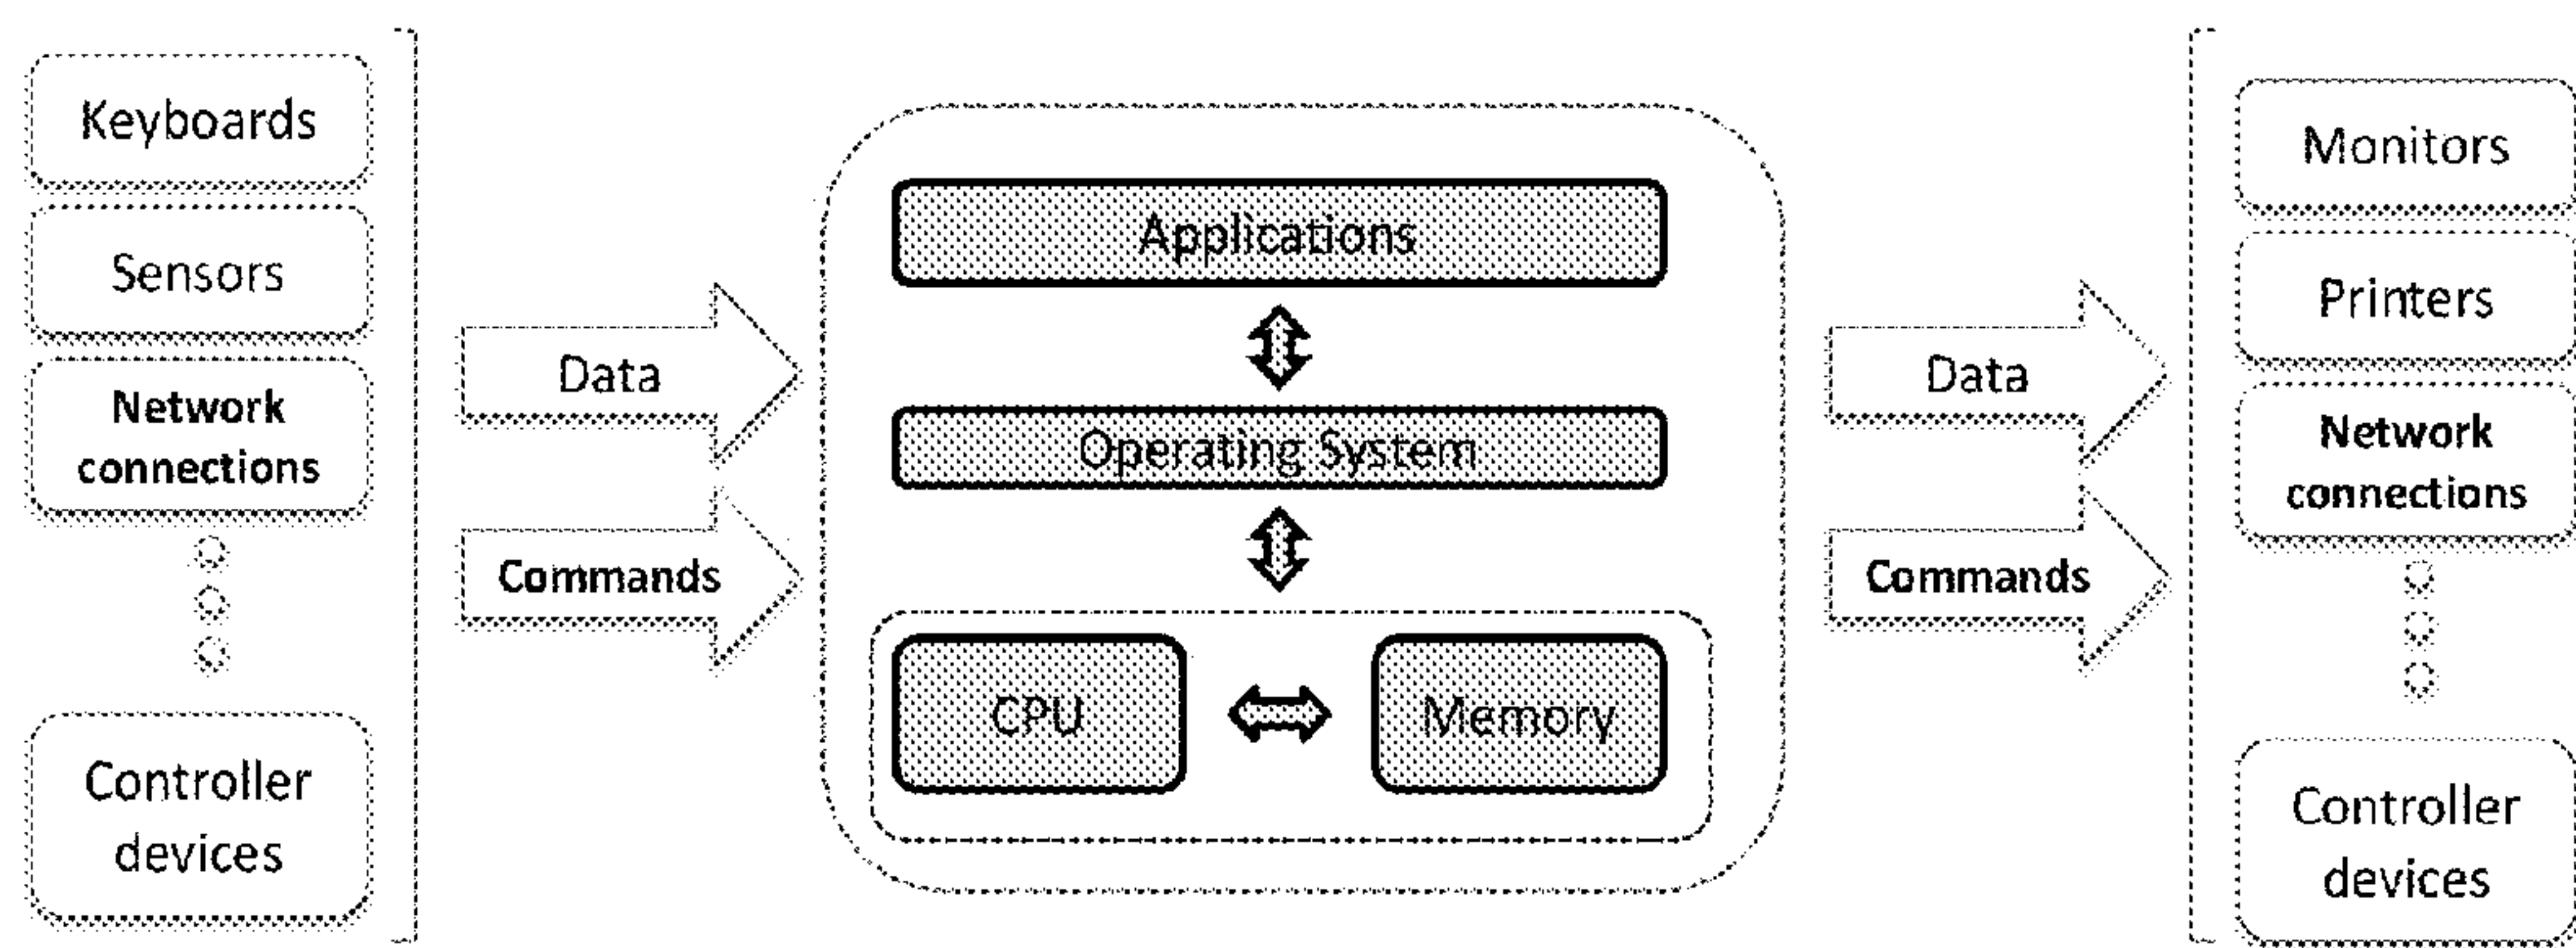 Keyboards
Sensors
Network
connections
Controller
devices
Data
Commands
Applications
Operating System
CPU
Memory
Data
Commands
Monitors
Printers
Network
connections
Controller
devices